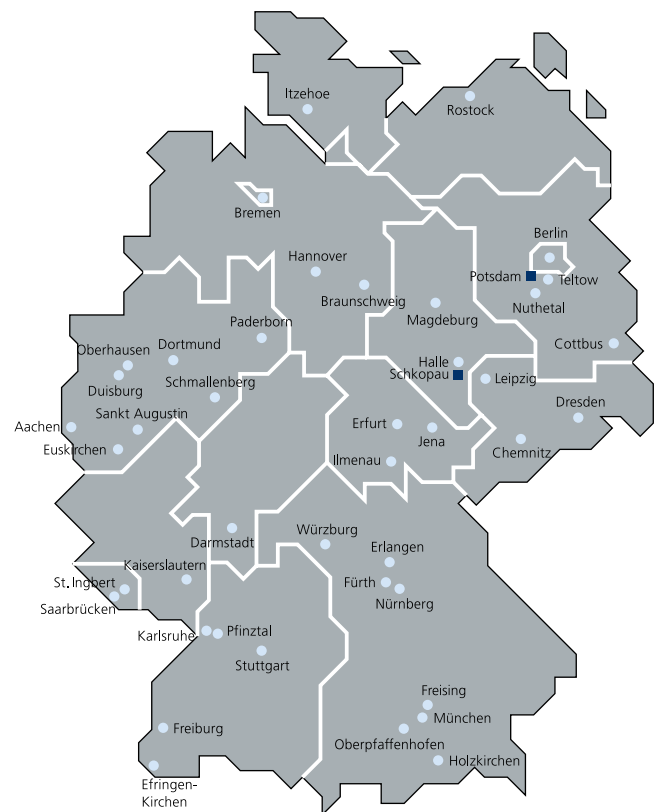 Itzehoe
Rostock
Bremen
Berlin
Hannover
Potsdam
Teltow
Braunschweig
Nuthetal
Magdeburg
Paderborn
Cottbus
Oberhausen
Dortmund
Halle
Schkopau
Leipzig
Duisburg
Schmallenberg
Dresden
Sankt Augustin
Aachen
Erfurt
Jena
Euskirchen
Chemnitz
Ilmenau
Darmstadt
Würzburg
Erlangen
Kaiserslautern
St. Ingbert
Fürth
Nürnberg
Saarbrücken
Karlsruhe
Pfinztal
Stuttgart
Freising
München
Freiburg
Oberpfaffenhofen
Holzkirchen
Efringen-
Kirchen